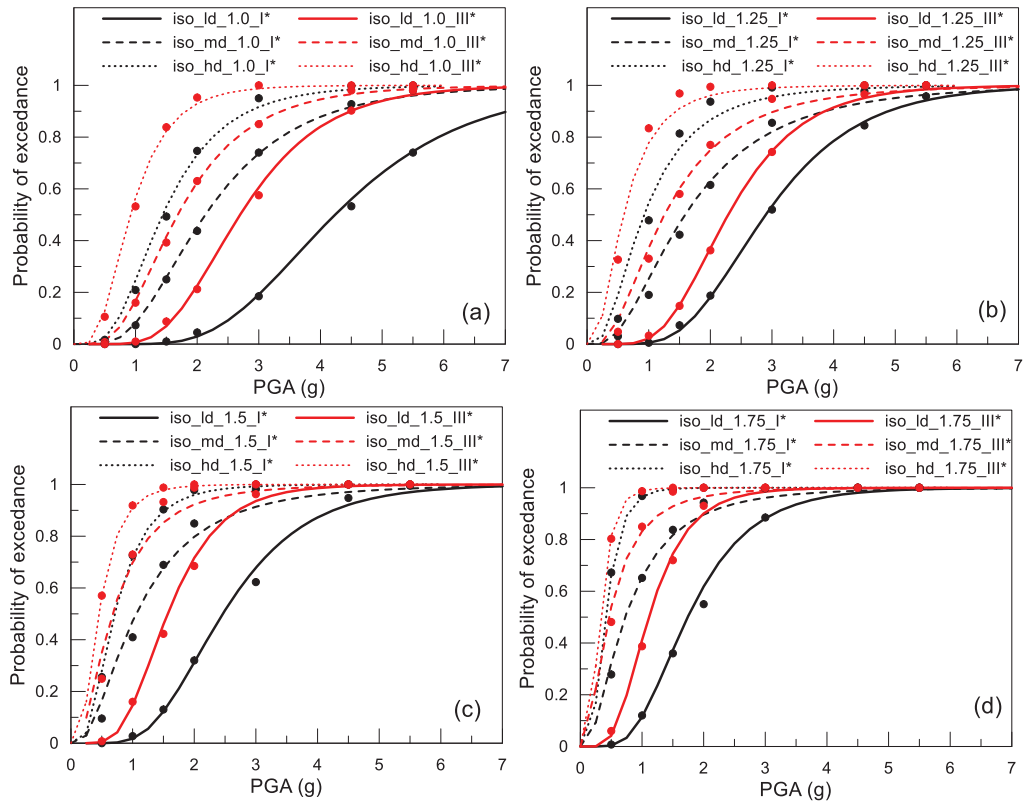 iso_ld_1.0_I* iso_ld_1.0_III*
iso_md_1.0_I* iso_md_1.0_III*
iso_hd_1.0_I* iso_hd_1.0_III*
Probability of excedance
1
0.8
0.6
0.4
0.2
0
(a)
0 1 2 3 4 5 6 7
PGA (g)
iso_ld_1.25_I* iso_ld_1.25_III*
iso_md_1.25_I* iso_md_1.25_III*
iso_hd_1.25_I* iso_hd_1.25_III*
Probability of excedance
1
0.8
0.6
0.4
0.2
0
(b)
0 1 2 3 4 5 6 7
PGA (g)
iso_ld_1.5_I* iso_ld_1.5_III*
iso_md_1.5_I* iso_md_1.5_III*
iso_hd_1.5_I* iso_hd_1.5_III*
Probability of excedance
1
0.8
0.6
0.4
0.2
0
(c)
0 1 2 3 4 5 6 7
PGA (g)
iso_ld_1.75_I* iso_ld_1.75_III*
iso_md_1.75_I* iso_md_1.75_III*
iso_hd_1.75_I* iso_hd_1.75_III*
Probability of excedance
1
0.8
0.6
0.4
0.2
0
(d)
0 1 2 3 4 5 6 7
PGA (g)